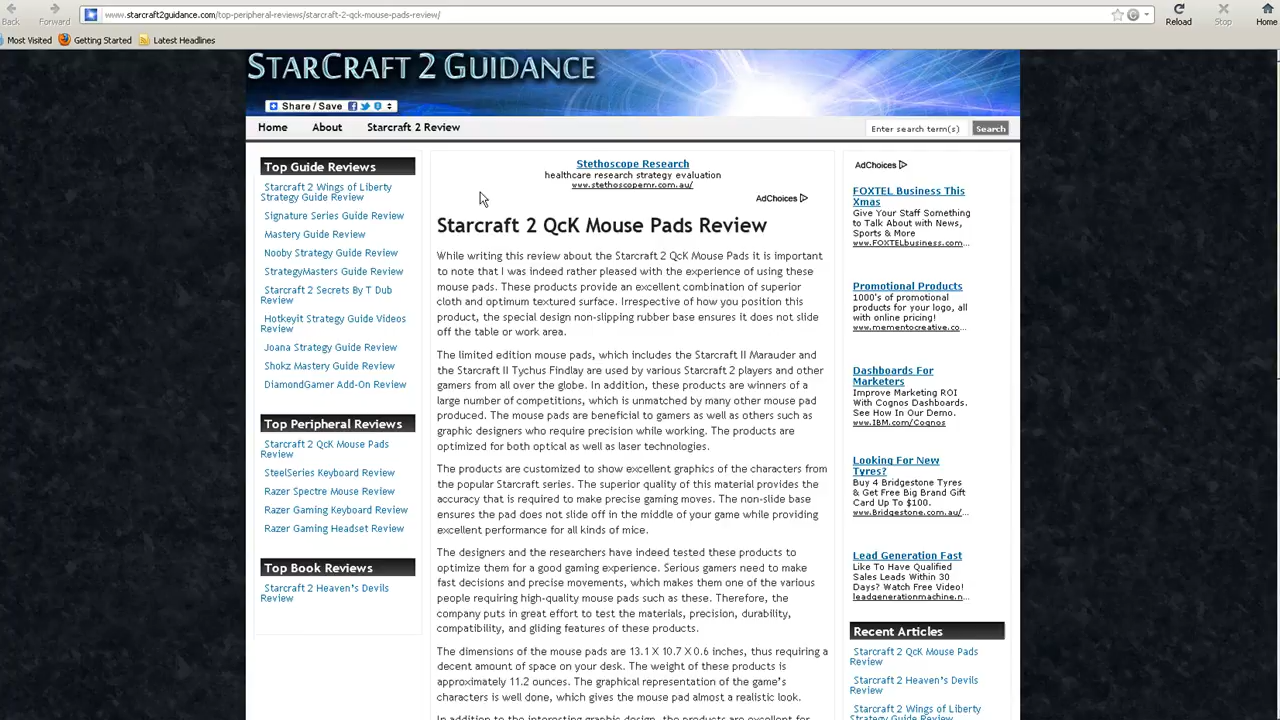 www.starcraft2guidance.com/top-peripheral-reviews/starcraft-2-qck-mouse-pads-review/
Back
Forward
Reload
Stop
Home
Most Visited
Getting Started
Latest Headlines
STARCRAFT 2 GUIDANCE
Share / Save
Home
About
Starcraft 2 Review
Enter search term(s)
Search
Top Guide Reviews
Starcraft 2 Wings of Liberty
Strategy Guide Review
Signature Series Guide Review
Mastery Guide Review
Nooby Strategy Guide Review
StrategyMasters Guide Review
Starcraft 2 Secrets By T Dub
Review
Hotkeyit Strategy Guide Videos
Review
Joana Strategy Guide Review
Shokz Mastery Guide Review
DiamondGamer Add-On Review
Top Peripheral Reviews
Starcraft 2 QcK Mouse Pads
Review
SteelSeries Keyboard Review
Razer Spectre Mouse Review
Razer Gaming Keyboard Review
Razer Gaming Headset Review
Top Book Reviews
Starcraft 2 Heaven's Devils
Review
Stethoscope Research
healthcare research strategy evaluation
www.stethoscopemr.com.au/
AdChoices
Starcraft 2 QcK Mouse Pads Review
While writing this review about the Starcraft 2 QcK Mouse Pads it is important
to note that I was indeed rather pleased with the experience of using these
mouse pads. These products provide an excellent combination of superior
cloth and optimum textured surface. Irrespective of how you position this
product, the special design non-slipping rubber base ensures it does not slide
off the table or work area.
The limited edition mouse pads, which includes the Starcraft II Marauder and
the Starcraft II Tychus Findlay are used by various Starcraft 2 players and other
gamers from all over the globe. In addition, these products are winners of a
large number of competitions, which is unmatched by many other mouse pad
produced. The mouse pads are beneficial to gamers as well as others such as
graphic designers who require precision while working. The products are
optimized for both optical as well as laser technologies.
The products are customized to show excellent graphics of the characters from
the popular Starcraft series. The superior quality of this material provides the
accuracy that is required to make precise gaming moves. The non-slide base
ensures the pad does not slide off in the middle of your game while providing
excellent performance for all kinds of mice.
The designers and the researchers have indeed tested these products to
optimize them for a good gaming experience. Serious gamers need to make
fast decisions and precise movements, which makes them one of the various
people requiring high-quality mouse pads such as these. Therefore, the
company puts in great effort to test the materials, precision, durability,
compatibility, and gliding features of these products.
The dimensions of the mouse pads are 13.1 X 10.7 X 0.6 inches, thus requiring a
decent amount of space on your desk. The weight of these products is
approximately 11.2 ounces. The graphical representation of the game's
characters is well done, which gives the mouse pad almost a realistic look.
In addition to the interesting graphic design, the products are excellent for
AdChoices
FOXTEL Business This
Xmas
Give Your Staff Something
to Talk About with News,
Sports & More
www.FOXTELbusiness.com...
Promotional Products
1000's of promotional
products for your logo, all
with online pricing!
www.mementocreative.co...
Dashboards For
Marketers
Improve Marketing ROI
With Cognos Dashboards.
See How In Our Demo.
www.IBM.com/Cognos
Looking For New
Tyres?
Buy 4 Bridgestone Tyres
& Get Free Big Brand Gift
Card Up To $100.
www.Bridgestone.com.au/...
Lead Generation Fast
Like To Have Qualified
Sales Leads Within 30
Days? Watch Free Video!
leadgenerationmachine.n...
Recent Articles
Starcraft 2 QcK Mouse Pads
Review
Starcraft 2 Heaven's Devils
Review
Starcraft 2 Wings of Liberty
Strategy Guide Review